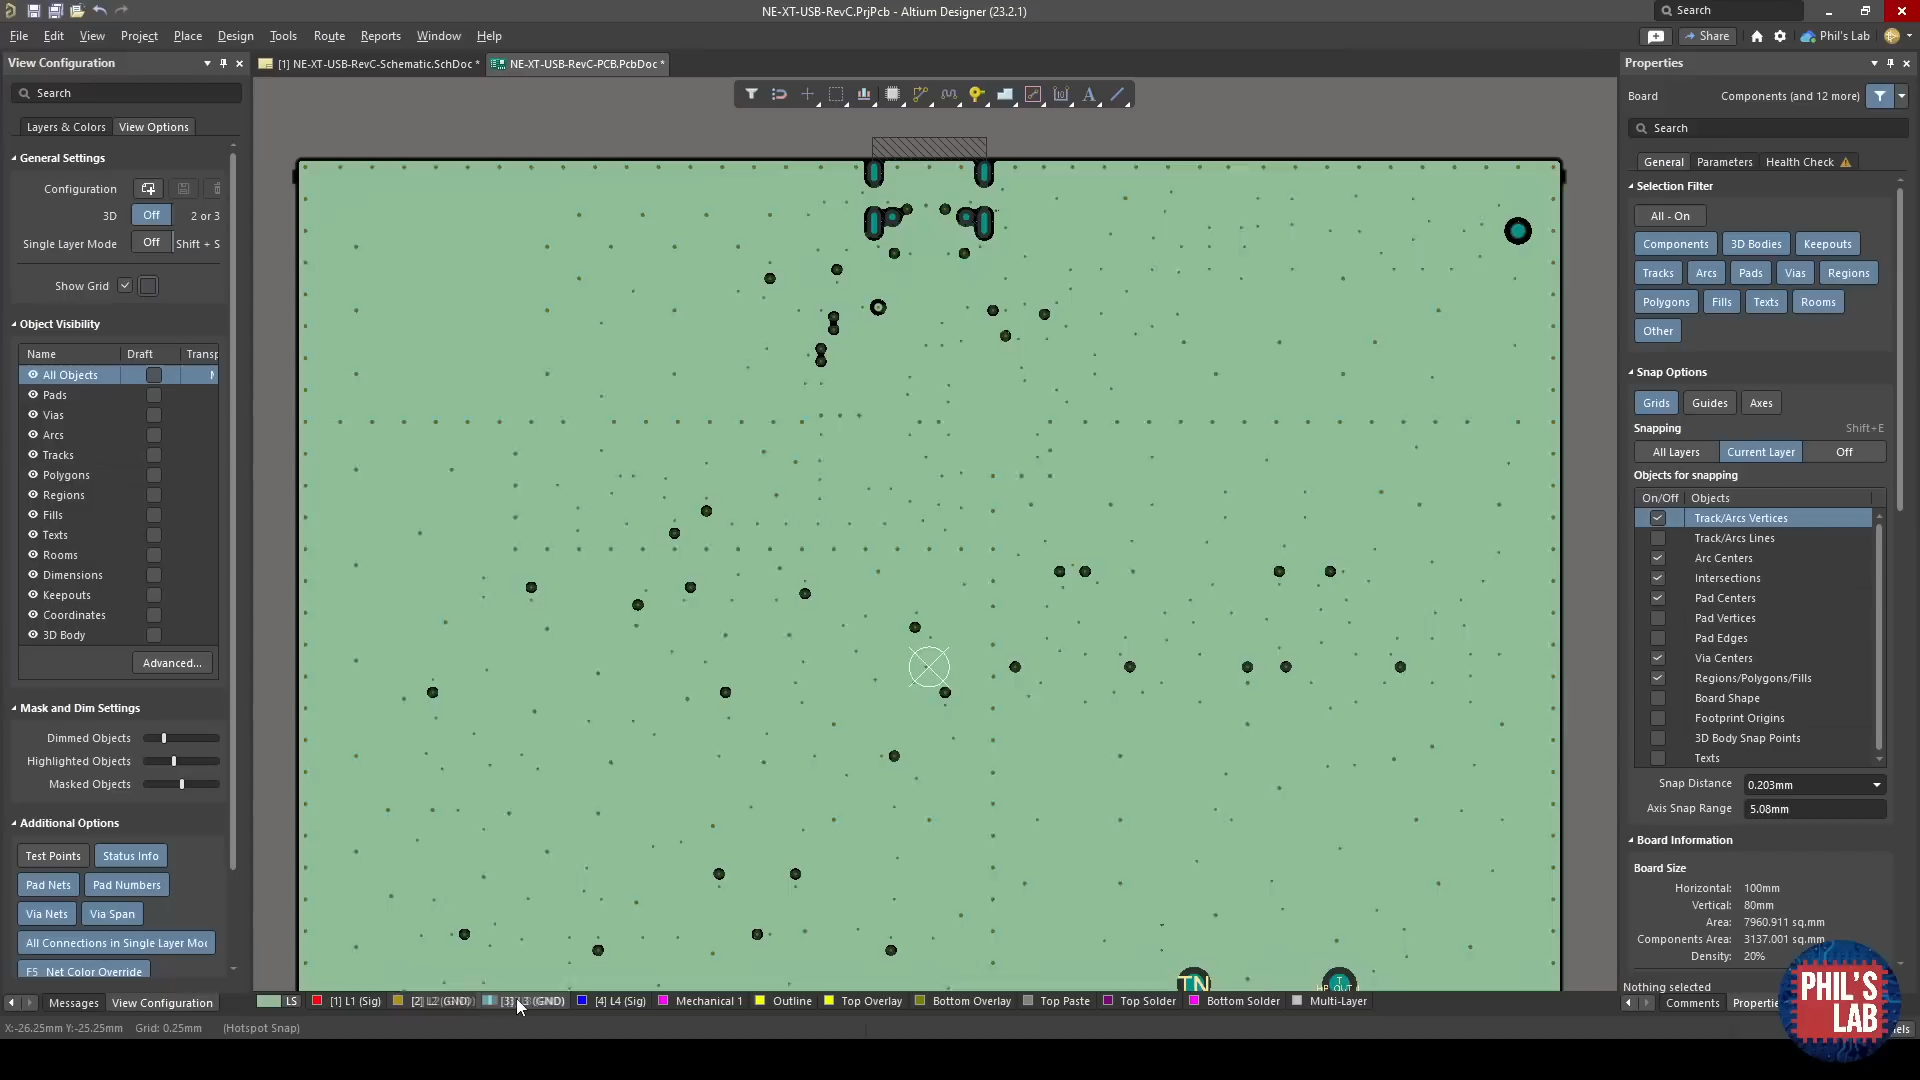 NE-XT-USB-RevC.PrjPcb - Altium Designer (23.2.1)
Search
File Edit View Project Place Design Tools Route Reports Window Help
Share
Phil's Lab
View Configuration
[1] NE-XT-USB-RevC-Schematic.SchDoc *
NE-XT-USB-RevC-PCB.PcbDoc *
Properties
Search
Layers & Colors View Options
General Settings
Configuration
3D Off 2 or 3
Single Layer Mode Off Shift + S
Show Grid
Object Visibility
Name Draft Transp
All Objects
Pads
Vias
Arcs
Tracks
Polygons
Regions
Fills
Texts
Rooms
Dimensions
Keepouts
Coordinates
3D Body
Advanced...
Mask and Dim Settings
Dimmed Objects
Highlighted Objects
Masked Objects
Additional Options
Test Points Status Info
Pad Nets Pad Numbers
Via Nets Via Span
All Connections in Single Layer Moc
F5 Net Color Override
Messages View Configuration
TN
Board Components (and 12 more)
Search
General Parameters Health Check
Selection Filter
All - On
Components 3D Bodies Keepouts
Tracks Arcs Pads Vias Regions
Polygons Fills Texts Rooms
Other
Snap Options
Grids Guides Axes
Snapping Shift+E
All Layers Current Layer Off
Objects for snapping
On/Off Objects
Track/Arcs Vertices
Track/Arcs Lines
Arc Centers
Intersections
Pad Centers
Pad Vertices
Pad Edges
Via Centers
Regions/Polygons/Fills
Board Shape
Footprint Origins
3D Body Snap Points
Texts
Snap Distance 0.203mm
Axis Snap Range 5.08mm
Board Information
Board Size
Horizontal: 100mm
Vertical: 80mm
Area: 7960.911 sq.mm
Components Area: 3137.001 sq.mm
Density: 20%
Nothing selected
Comments
LS [1] L1 (Sig) [2] L2 (GND) [3] L3 (GND) [4] L4 (Sig) Mechanical 1 Outline Top Overlay Bottom Overlay Top Paste Top Solder Bottom Solder Multi-Layer
X:-26.25mm Y:-25.25mm Grid: 0.25mm (Hotspot Snap)
PHIL'S
LAB